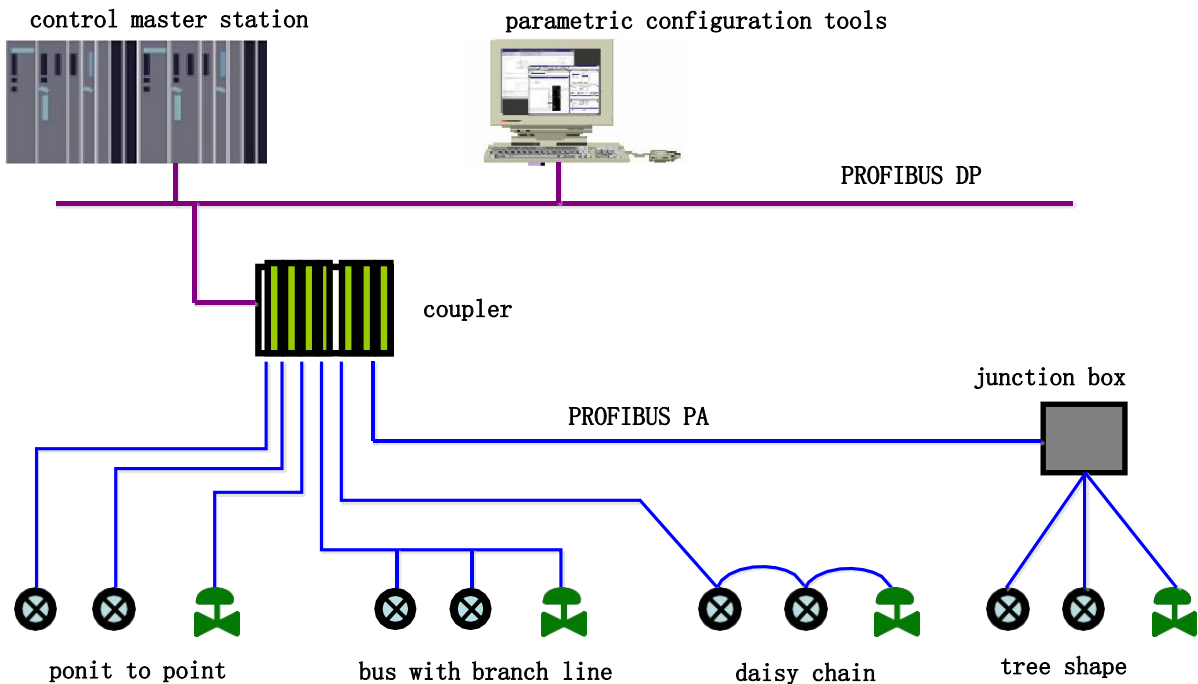 control master station
parametric configuration tools
PROFIBUS DP
coupler
junction box
PROFIBUS PA
ponit to point
bus with branch line
daisy chain
tree shape